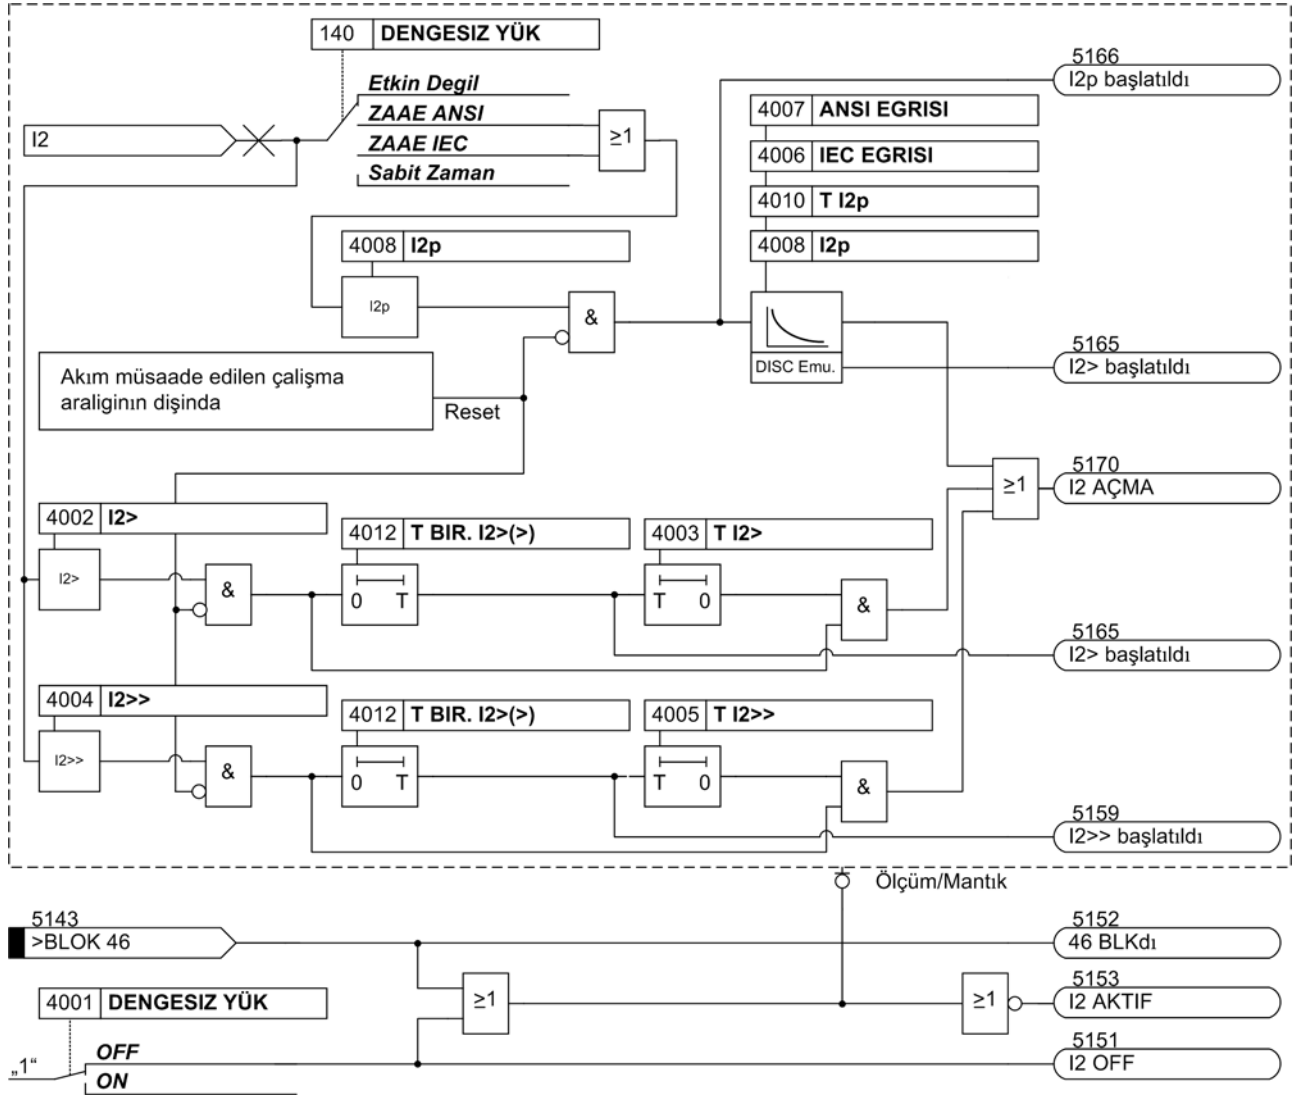 140 DENGESIZ YÜK
Etkin Degil
ZAAE ANSI
ZAAE IEC
Sabit Zaman
I2
≥1
5166
I2p başlatıldı
4007 ANSI EGRISI
4006 IEC EGRISI
4010 T I2p
4008 I2p
4008 I2p
I2p
&
DISC Emu.
5165
I2> başlatıldı
Akım müsaade edilen çalişma
araliginın dişinda
Reset
≥1
5170
I2 AÇMA
4002 I2>
4012 T BIR. I2>(>)
4003 T I2>
I2>
&
0 T
T 0
&
5165
I2> başlatıldı
4004 I2>>
4012 T BIR. I2>(>)
4005 T I2>>
I2>>
&
0 T
T 0
&
5159
I2>> başlatıldı
Ölçüm/Mantık
5143
>BLOK 46
5152
46 BLKdı
4001 DENGESIZ YÜK
≥1
≥1
5153
I2 AKTIF
„1“
OFF
ON
5151
I2 OFF